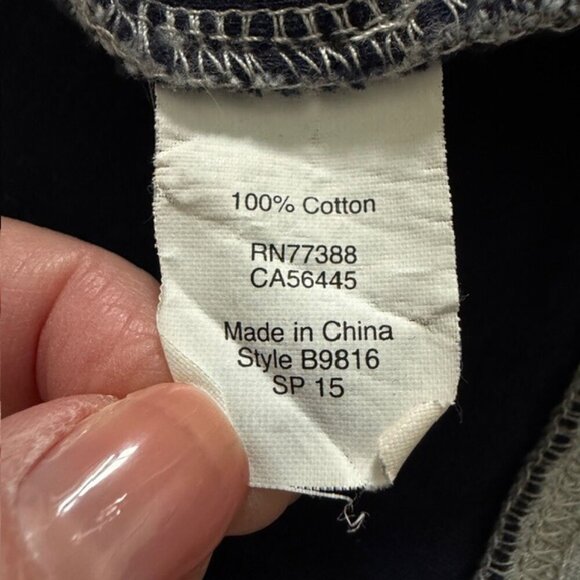 100% Cotton
RN77388
CA56445
Made in China
Style B9816
SP 15